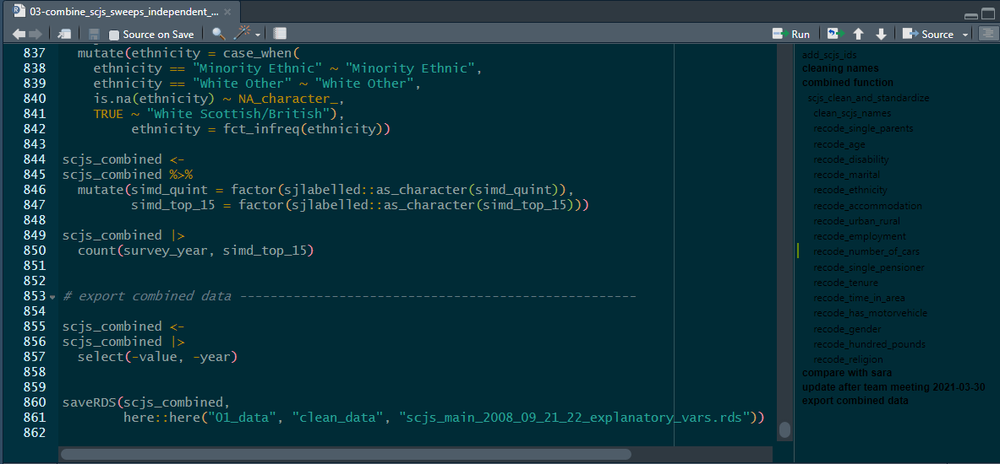 03-combine_scjs_sweeps_independent_...
Source on Save
Run
Source
837 mutate(ethnicity = case_when(
838 ethnicity == "Minority Ethnic" ~ "Minority Ethnic",
839 ethnicity == "White Other" ~ "White Other",
840 is.na(ethnicity) ~ NA_character_,
841 TRUE ~ "White Scottish/British"),
842 ethnicity = fct_infreq(ethnicity))
843
844 scjs_combined <-
845 scjs_combined %>%
846 mutate(simd_quint = factor(sjlabelled::as_character(simd_quint)),
847 simd_top_15 = factor(sjlabelled::as_character(simd_top_15)))
848
849 scjs_combined |>
850 count(survey_year, simd_top_15)
851
852
853 # export combined data ----------------------------------------------------
854
855 scjs_combined <-
856 scjs_combined |>
857 select(-value, -year)
858
859
860 saveRDS(scjs_combined,
861 here::here("01_data", "clean_data", "scjs_main_2008_09_21_22_explanatory_vars.rds"))
862
add_scjs_ids
cleaning names
combined function
scjs_clean_and_standardize
clean_scjs_names
recode_single_parents
recode_age
recode_disability
recode_marital
recode_ethnicity
recode_accommodation
recode_urban_rural
recode_employment
recode_number_of_cars
recode_single_pensioner
recode_tenure
recode_time_in_area
recode_has_motorvehicle
recode_gender
recode_hundred_pounds
recode_religion
compare with sara
update after team meeting 2021-03-30
export combined data